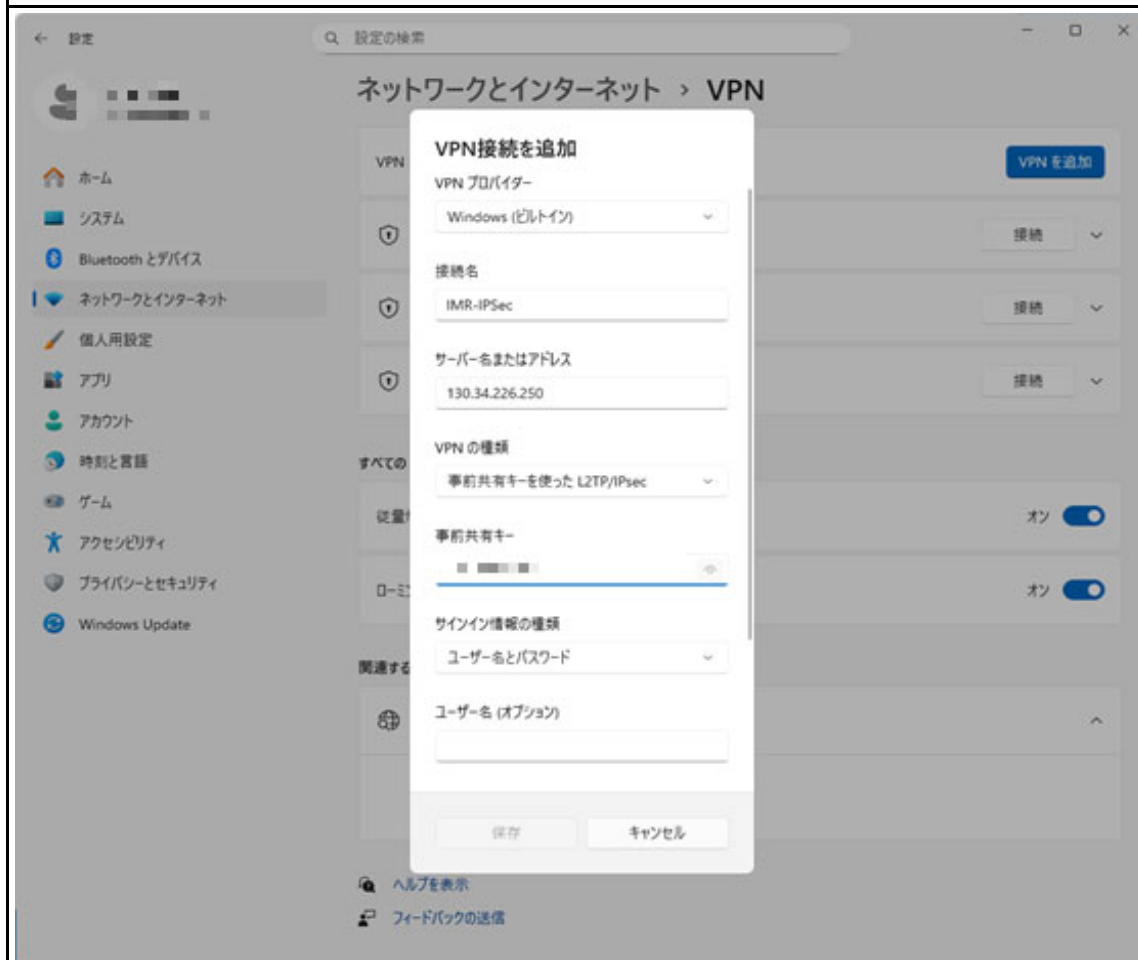 設定
設定の検索
ネットワークとインターネット › VPN
VPN
VPN を追加
ホーム
システム
Bluetooth とデバイス
ネットワークとインターネット
個人用設定
アプリ
アカウント
時刻と言語
ゲーム
アクセシビリティ
プライバシーとセキュリティ
Windows Update
接続
接続
接続
すべての
従量
オン
ローミン
オン
関連する
VPN接続を追加
VPN プロバイダー
Windows (ビルトイン)
接続名
IMR-IPSec
サーバー名またはアドレス
130.34.226.250
VPN の種類
事前共有キーを使った L2TP/IPsec
事前共有キー
サインイン情報の種類
ユーザー名とパスワード
ユーザー名 (オプション)
保存
キャンセル
ヘルプを表示
フィードバックの送信